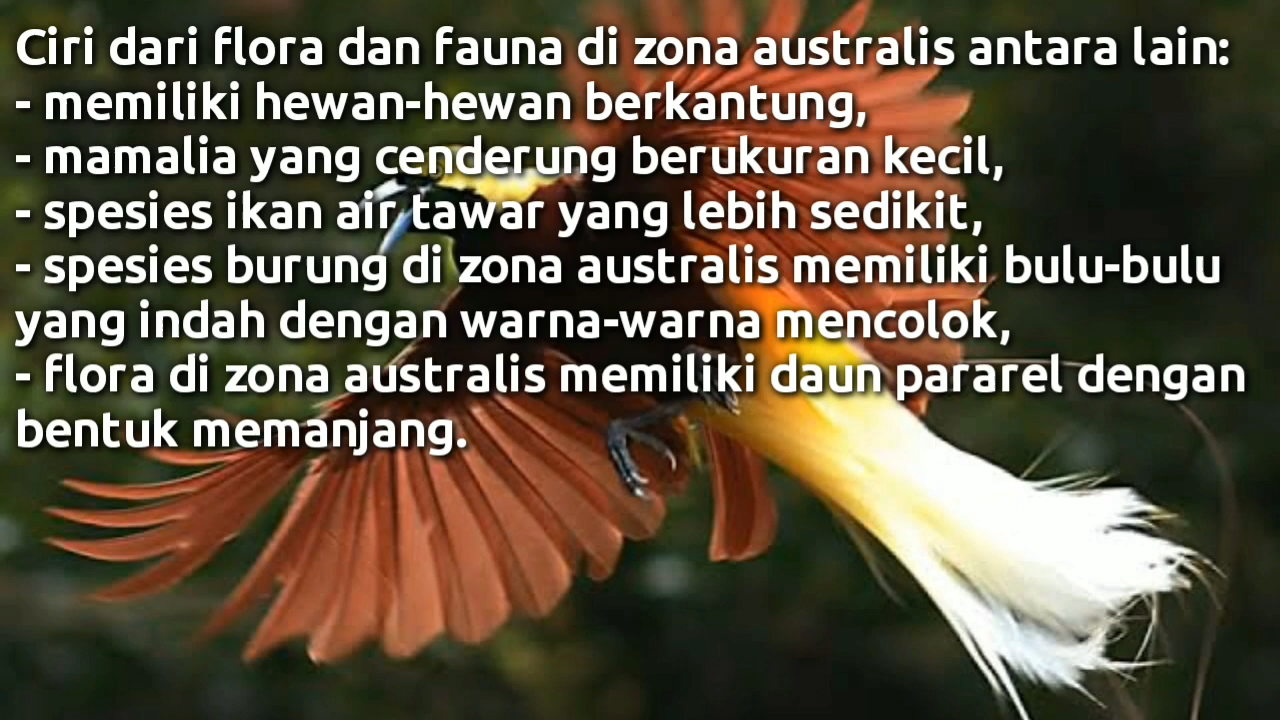 Ciri dari flora dan fauna di zona australis antara lain:
- memiliki hewan-hewan berkantung,
- mamalia yang cenderung berukuran kecil,
- spesies ikan air tawar yang lebih sedikit,
- spesies burung di zona australis memiliki bulu-bulu
yang indah dengan warna-warna mencolok,
- flora di zona australis memiliki daun pararel dengan
bentuk memanjang.